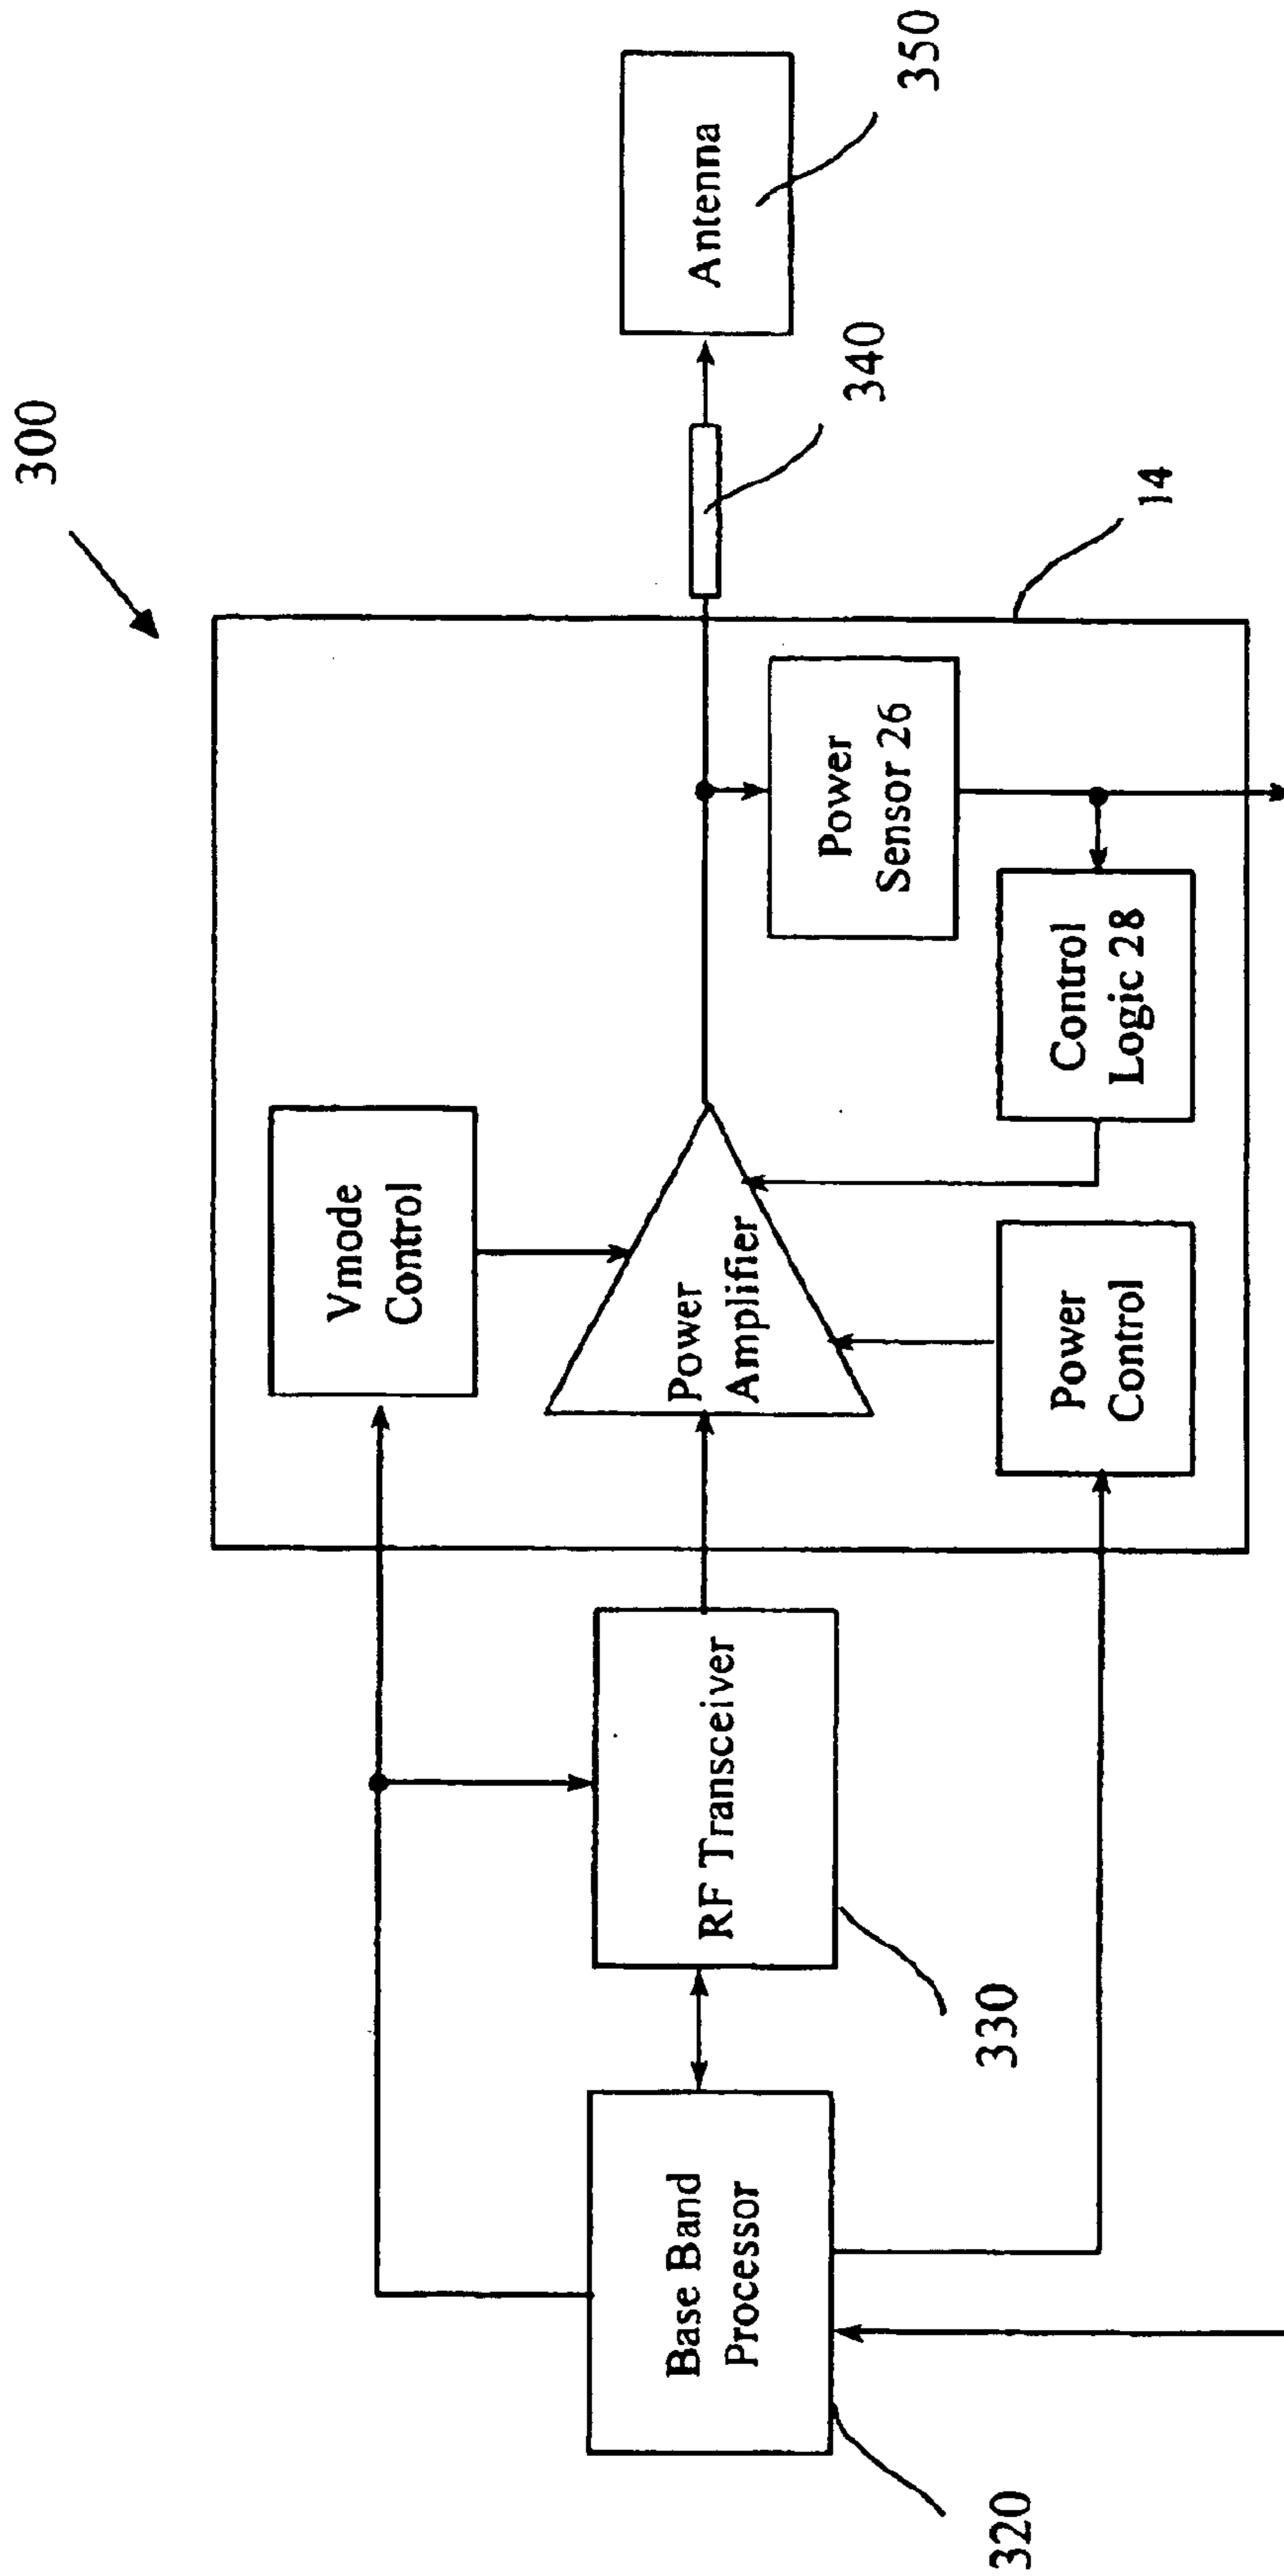 300
Vmode
Control
Antenna
350
340
Base Band
Processor
320
RF Transceiver
330
Power
Amplifier
Power
Sensor 26
Control
Logic 28
Power
Control
14